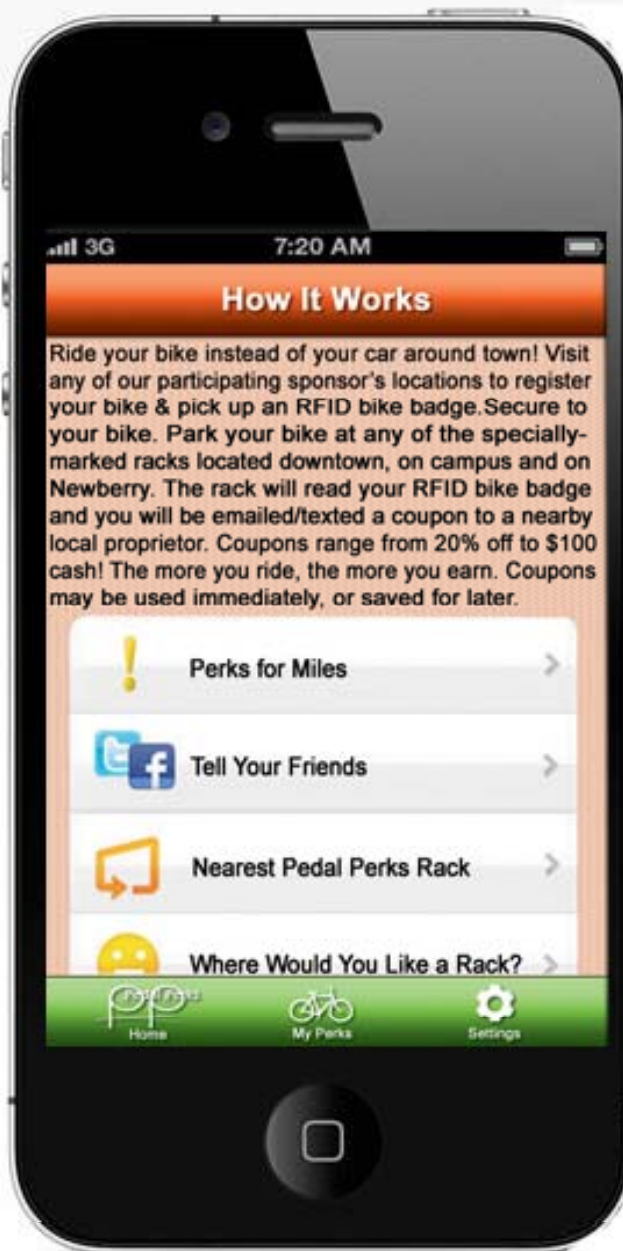 3G 7:20 AM
How It Works
Ride your bike instead of your car around town! Visit
any of our participating sponsor's locations to register
your bike & pick up an RFID bike badge.Secure to
your bike. Park your bike at any of the specially-
marked racks located downtown, on campus and on
Newberry. The rack will read your RFID bike badge
and you will be emailed/texted a coupon to a nearby
local proprietor. Coupons range from 20% off to $100
cash! The more you ride, the more you earn. Coupons
may be used immediately, or saved for later.
Perks for Miles
Tell Your Friends
Nearest Pedal Perks Rack
Where Would You Like a Rack?
Pedal Perks
Home My Perks Settings